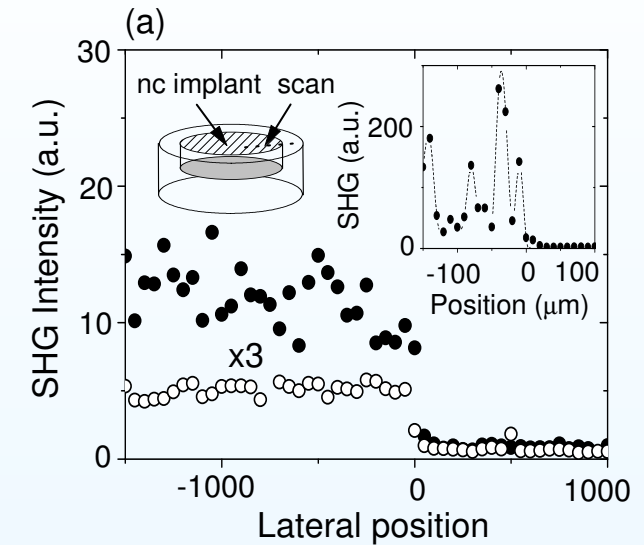 (a)
30
20
10
0
SHG Intensity (a.u.)
nc implant scan
x3
-1000 0 1000
Lateral position
200
0
SHG (a.u.)
-100 0 100
Position (μm)